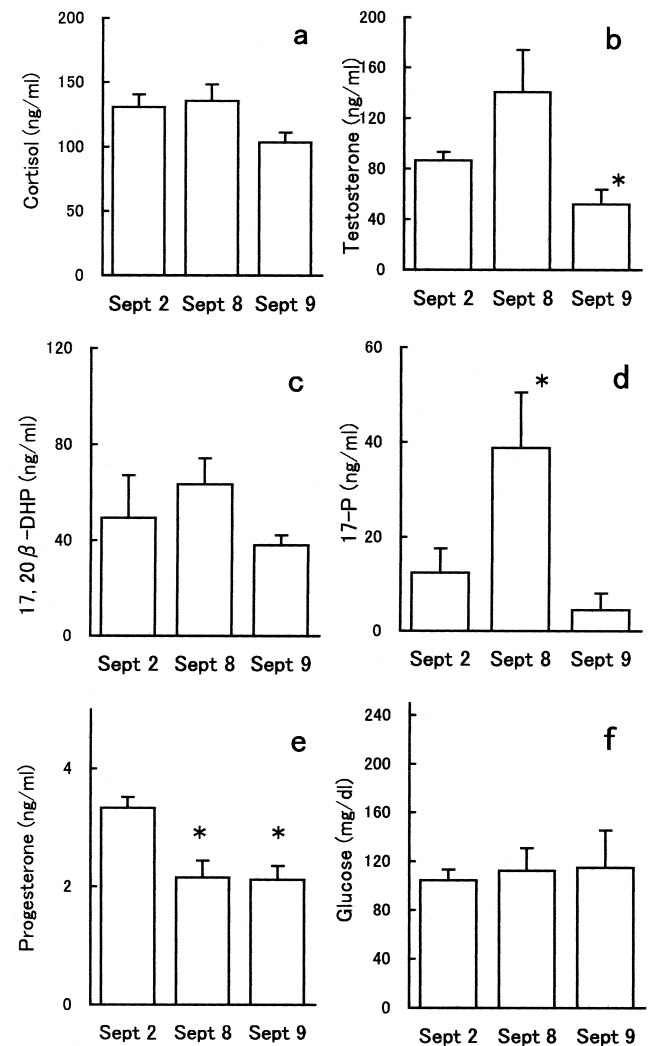 a
Cortisol (ng/ml)
200
150
100
50
0
Sept 2 Sept 8 Sept 9
b
Testosterone (ng/ml)
200
160
120
80
40
0
*
Sept 2 Sept 8 Sept 9
c
17, 20β-DHP (ng/ml)
120
80
40
0
Sept 2 Sept 8 Sept 9
d
17-P (ng/ml)
60
40
20
0
*
Sept 2 Sept 8 Sept 9
e
Progesterone (ng/ml)
4
2
0
* *
Sept 2 Sept 8 Sept 9
f
Glucose (mg/dl)
240
200
160
120
80
40
0
Sept 2 Sept 8 Sept 9